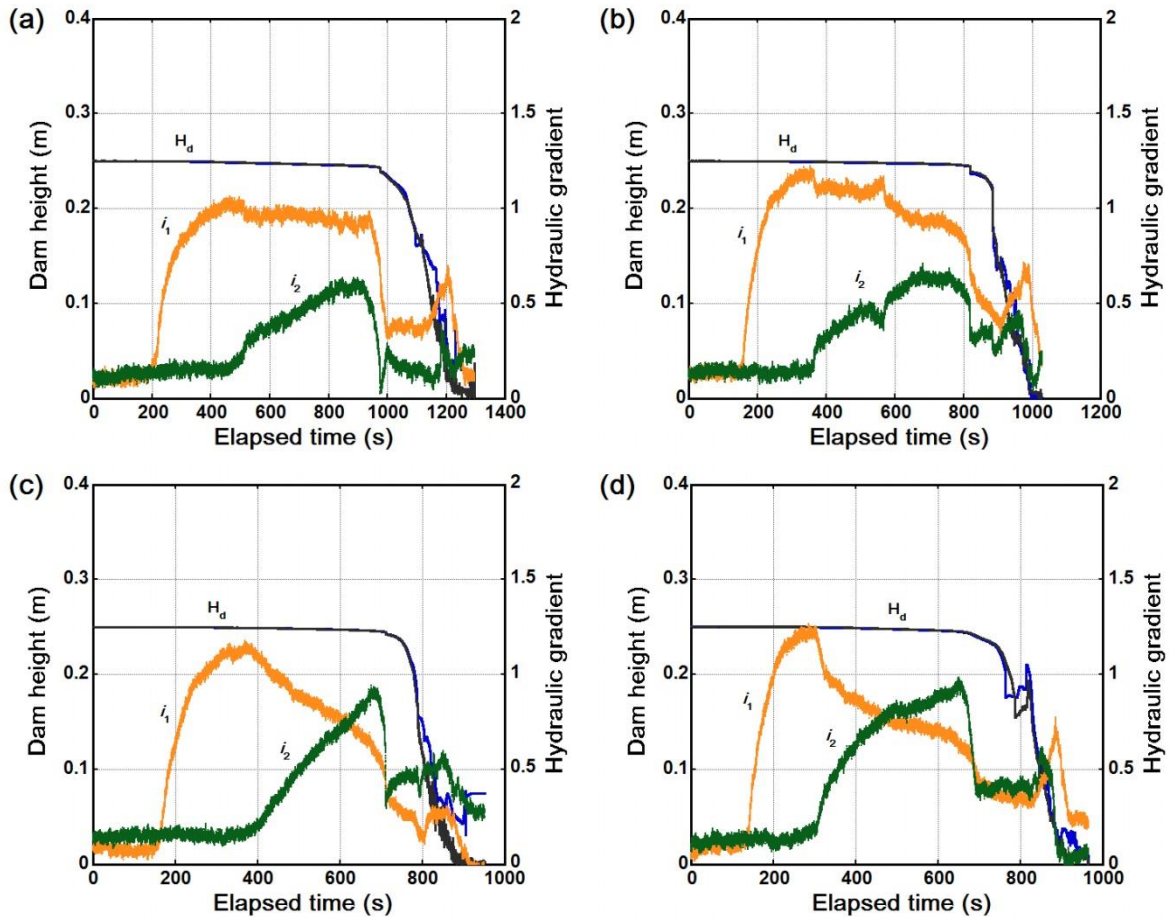 (a)
0.4
0.3
0.2
0.1
0
Dam height (m)
H_d
i_1
i_2
2
1.5
1
0.5
0
Hydraulic gradient
0 200 400 600 800 1000 1200 1400
Elapsed time (s)
(b)
0.4
0.3
0.2
0.1
0
Dam height (m)
H_d
i_1
i_2
2
1.5
1
0.5
0
Hydraulic gradient
0 200 400 600 800 1000 1200
Elapsed time (s)
(c)
0.4
0.3
0.2
0.1
0
Dam height (m)
H_d
i_1
i_2
2
1.5
1
0.5
0
Hydraulic gradient
0 200 400 600 800 1000
Elapsed time (s)
(d)
0.4
0.3
0.2
0.1
0
Dam height (m)
H_d
i_1
i_2
2
1.5
1
0.5
0
Hydraulic gradient
0 200 400 600 800 1000
Elapsed time (s)